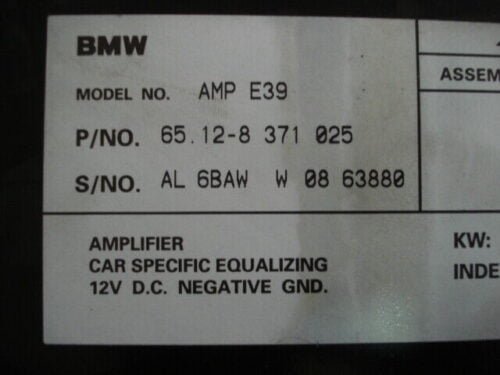 BMW
MODEL NO. AMP E39
P/NO. 65.12-8 371 025
S/NO. AL 6BAW W 08 63880
ASSEM
AMPLIFIER
CAR SPECIFIC EQUALIZING
12V D.C. NEGATIVE GND.
KW:
INDE